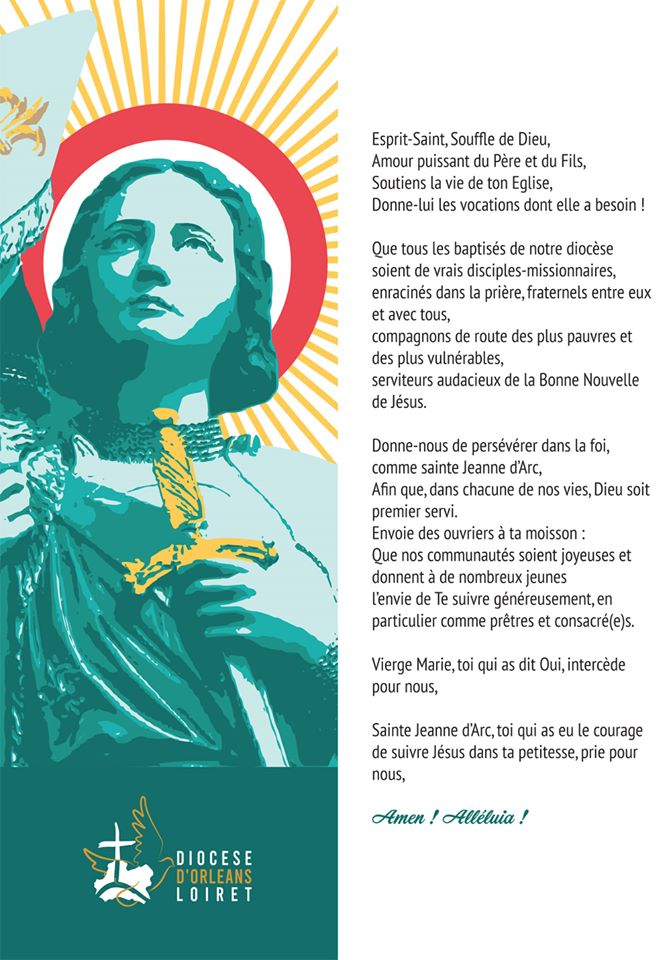 Esprit-Saint, Souffle de Dieu,
Amour puissant du Père et du Fils,
Soutiens la vie de ton Eglise,
Donne-lui les vocations dont elle a besoin !
Que tous les baptisés de notre diocèse
soient de vrais disciples-missionnaires,
enracinés dans la prière, fraternels entre eux
et avec tous,
compagnons de route des plus pauvres et
des plus vulnérables,
serviteurs audacieux de la Bonne Nouvelle
de Jésus.
Donne-nous de persévérer dans la foi,
comme sainte Jeanne d'Arc,
Afin que, dans chacune de nos vies, Dieu soit
premier servi.
Envoie des ouvriers à ta moisson :
Que nos communautés soient joyeuses et
donnent à de nombreux jeunes
l'envie de Te suivre généreusement, en
particulier comme prêtres et consacré(e)s.
Vierge Marie, toi qui as dit Oui, intercède
pour nous,
Sainte Jeanne d'Arc, toi qui as eu le courage
de suivre Jésus dans ta petitesse, prie pour
nous,
Amen ! Alléluia !
DIOCESE
D'ORLEANS
LOIRET